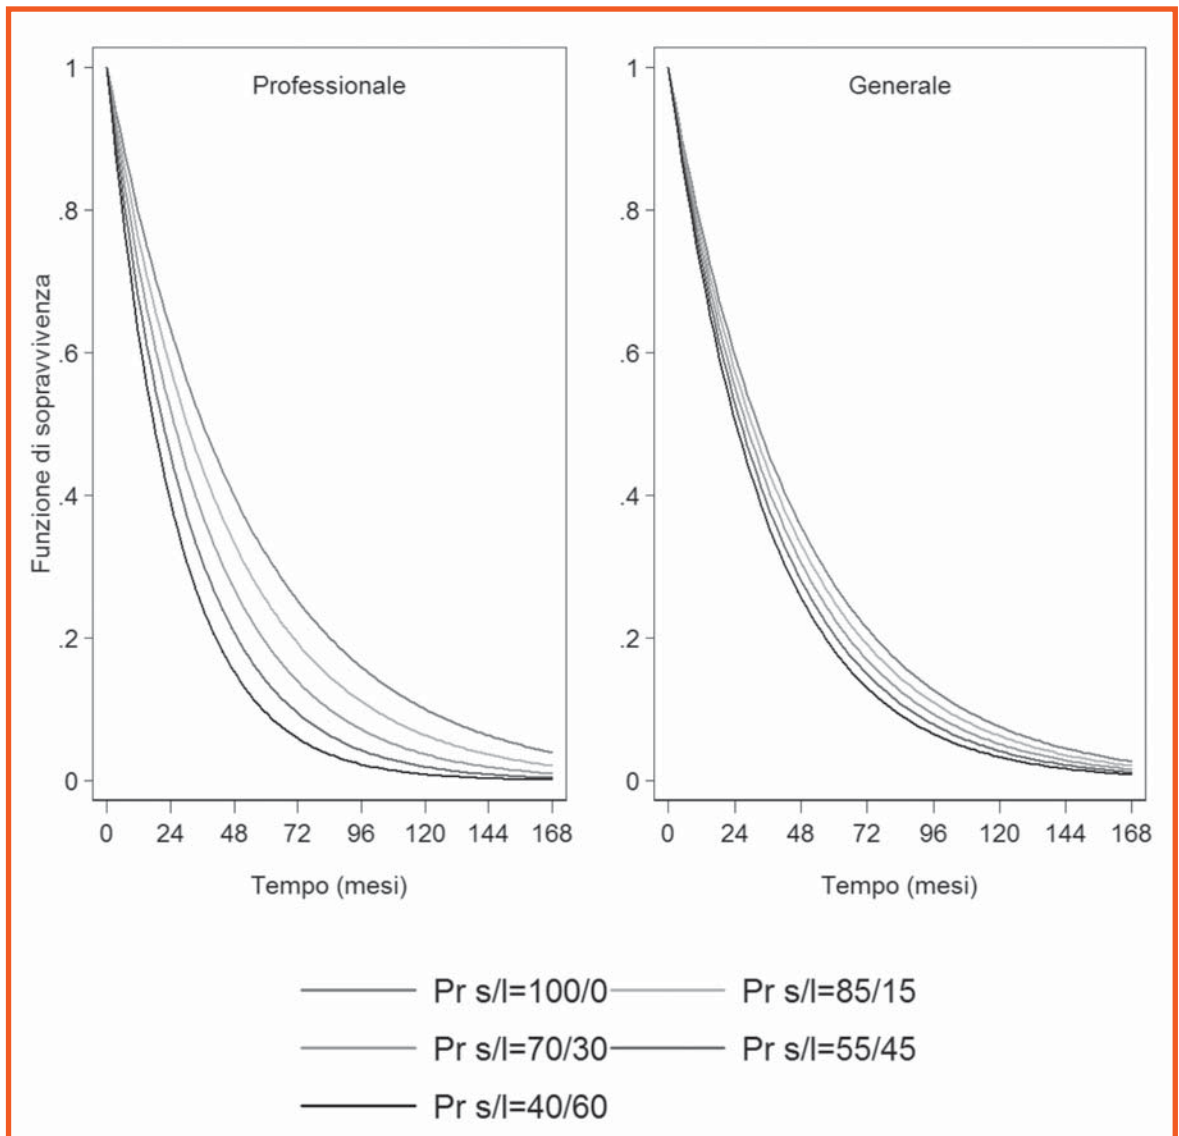 Professionale
Generale
1
.8
.6
.4
.2
0
Funzione di sopravvivenza
0 24 48 72 96 120 144 168
Tempo (mesi)
1
.8
.6
.4
.2
0
0 24 48 72 96 120 144 168
Tempo (mesi)
Pr s/l=100/0 Pr s/l=85/15
Pr s/l=70/30 Pr s/l=55/45
Pr s/l=40/60